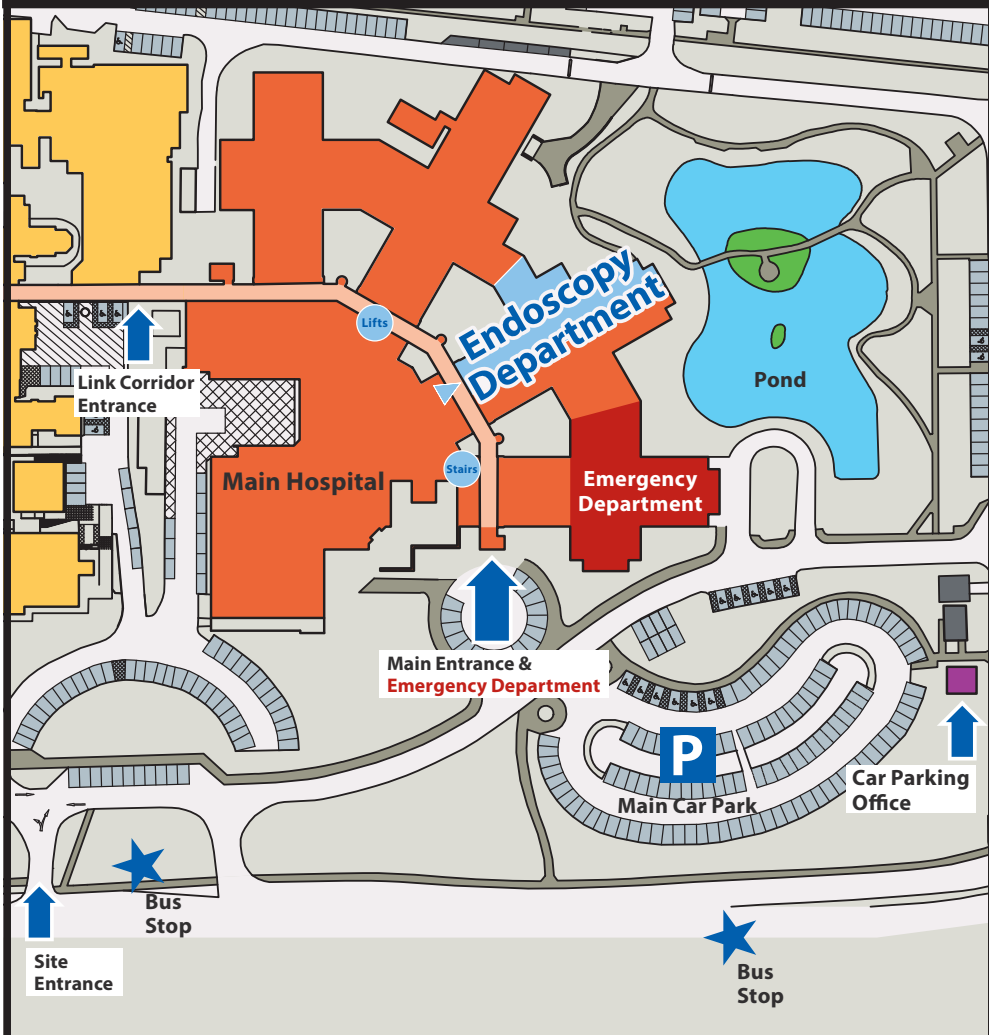 Endoscopy
Department
Lifts
Link Corridor
Entrance
Pond
Stairs
Main Hospital
Emergency
Department
Main Entrance &
Emergency Department
P
Main Car Park
Car Parking
Office
Bus
Stop
Site
Entrance
Bus
Stop